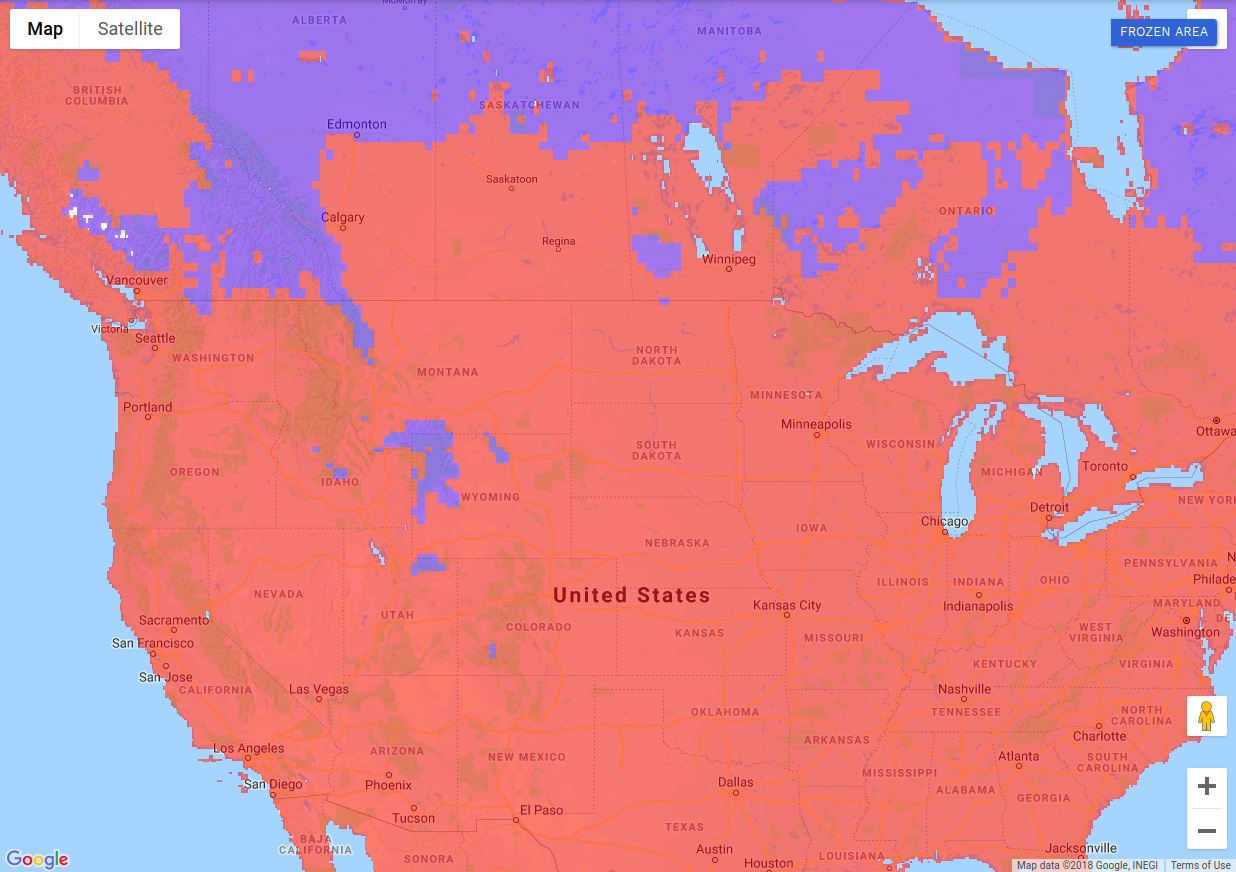 McMurray
ALBERTA
MANITOBA
Map
Satellite
FROZEN AREA
BRITISH
COLUMBIA
SASKATCHEWAN
Edmonton
Saskatoon
Calgary
ONTARIO
Regina
Winnipeg
Vancouver
Victoria
Seattle
WASHINGTON
NORTH
DAKOTA
MONTANA
MINNESOTA
Portland
Minneapolis
Ottawa
WISCONSIN
SOUTH
DAKOTA
OREGON
MICHIGAN
Toronto
IDAHO
WYOMING
NEW YOR
Detroit
Chicago
IOWA
NEBRASKA
PENNSYLVANIA
N
ILLINOIS
INDIANA
OHIO
Philade
NEVADA
United States
Kansas City
Indianapolis
MARYLAND
UTAH
DE
Sacramento
COLORADO
KANSAS
MISSOURI
WEST
VIRGINIA
Washington
San Francisco
KENTUCKY
VIRGINIA
San Jose
CALIFORNIA
Las Vegas
Nashville
OKLAHOMA
TENNESSEE
NORTH
CAROLINA
Charlotte
Los Angeles
ARIZONA
NEW MEXICO
ARKANSAS
Atlanta
SOUTH
CAROLINA
San Diego
Phoenix
Dallas
MISSISSIPPI
ALABAMA
GEORGIA
Tucson
El Paso
TEXAS
BAJA
CALIFORNIA
SONORA
Austin
Houston
LOUISIANA
Jacksonville
Google
Map data ©2018 Google, INEGI
Terms of Use